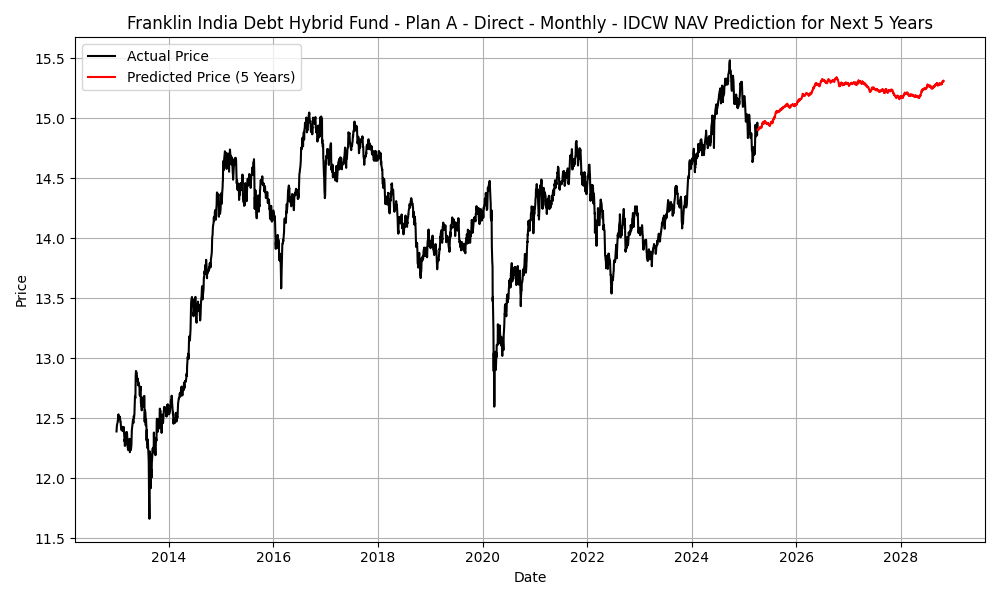 Franklin India Debt Hybrid Fund - Plan A - Direct - Monthly - IDCW NAV Prediction for Next 5 Years
Actual Price
Predicted Price (5 Years)
15.5
15.0
14.5
14.0
13.5
13.0
12.5
12.0
11.5
Price
2014 2016 2018 2020 2022 2024 2026 2028
Date